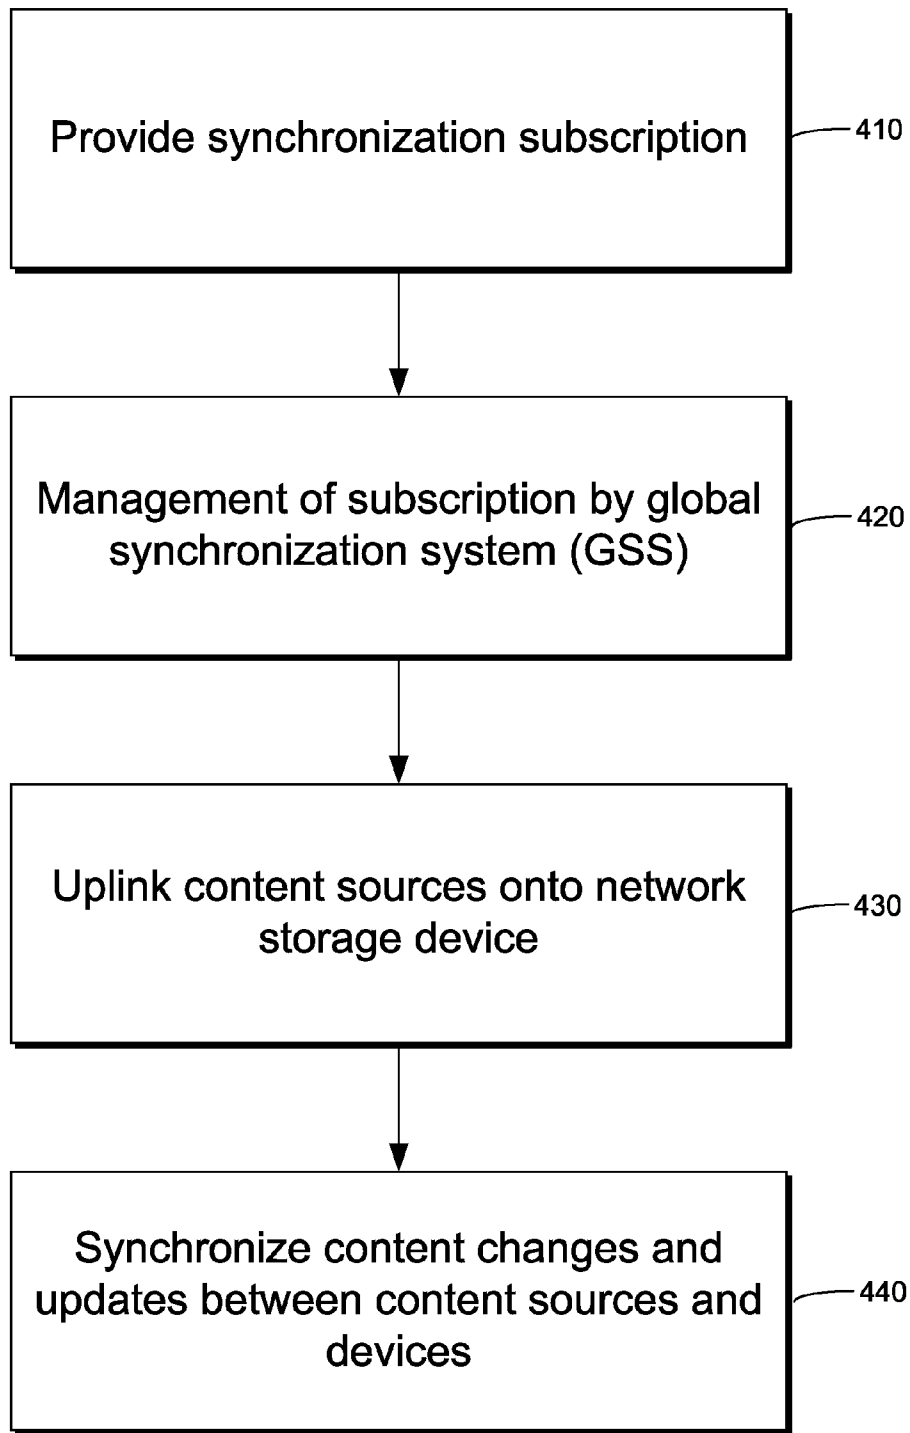 Provide synchronization subscription
410
Management of subscription by global
synchronization system (GSS)
420
Uplink content sources onto network
storage device
430
Synchronize content changes and
updates between content sources and
devices
440